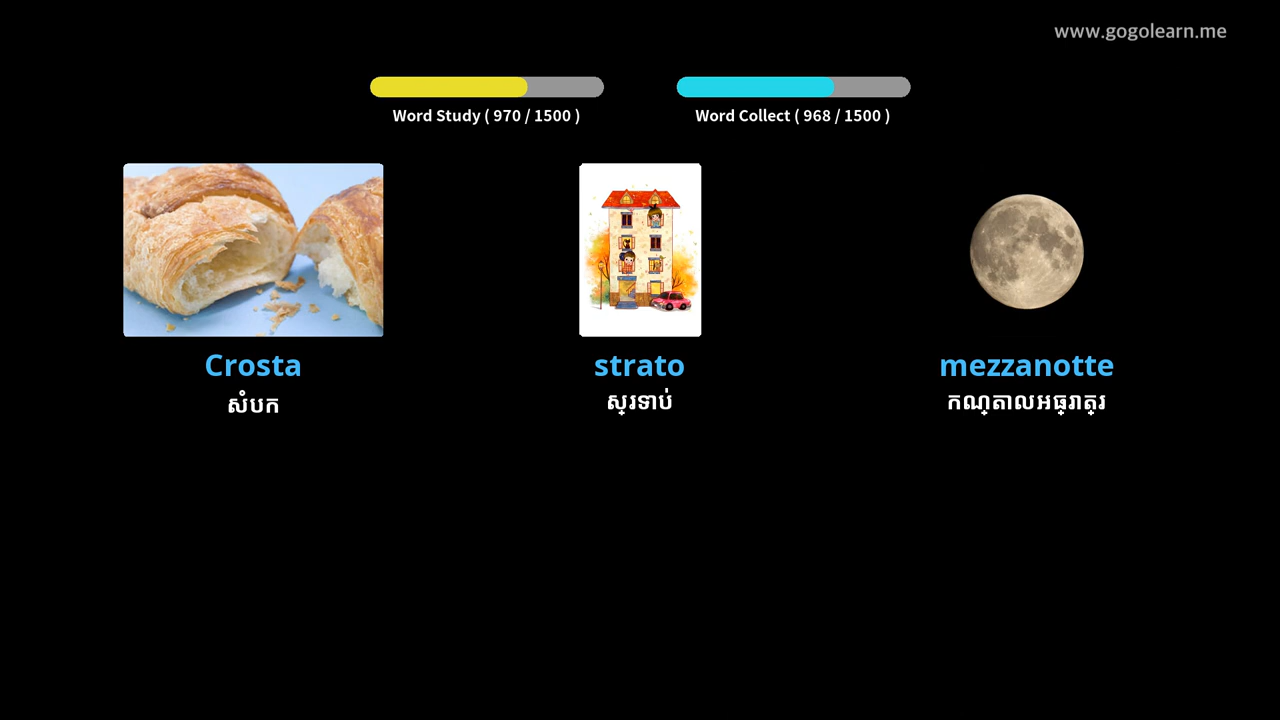 www.gogolearn.me
Word Study ( 970 / 1500 )
Word Collect ( 968 / 1500 )
Crosta
strato
mezzanotte
សំបក
ស្រទាប់
កណ្តាលអធ្រាត្រ